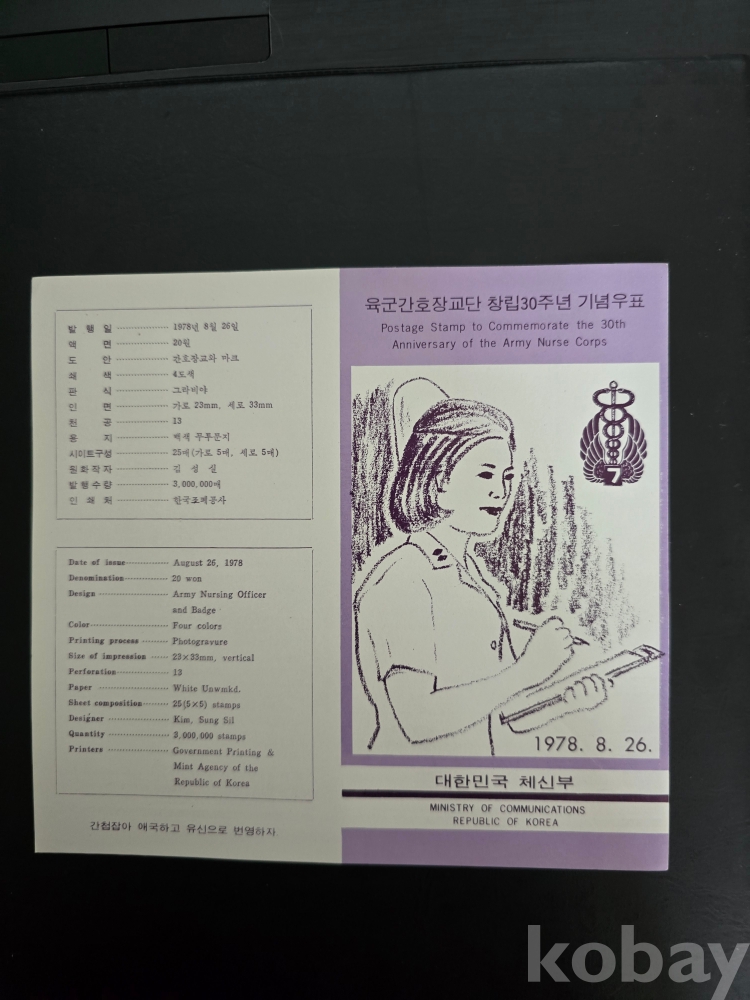 발행일 1978년 8월 26일
액면 20원
도안 간호장교와 마크
쇄색 4도색
판식 그라비아
인면 가로 23mm, 세로 33mm
천공 13
용지 백색 무투문지
시이트구성 25매(가로 5매, 세로 5매)
원화작자 김성실
발행수량 3,000,000매
인쇄처 한국조폐공사
Date of issue August 26, 1978
Denomination 20 won
Design Army Nursing Officer
and Badge
Color Four colors
Printing process Photogravure
Size of impression 23×33mm, vertical
Perforation 13
Paper White Unwmkd.
Sheet composition 25(5×5) stamps
Designer Kim, Sung Sil
Quantity 3,000,000 stamps
Printers Government Printing &
Mint Agency of the
Republic of Korea
간첩잡아 애국하고 유신으로 번영하자
육군간호장교단 창립30주년 기념우표
Postage Stamp to Commemorate the 30th
Anniversary of the Army Nurse Corps
7
1978. 8. 26.
대한민국 체신부
MINISTRY OF COMMUNICATIONS
REPUBLIC OF KOREA
kobay